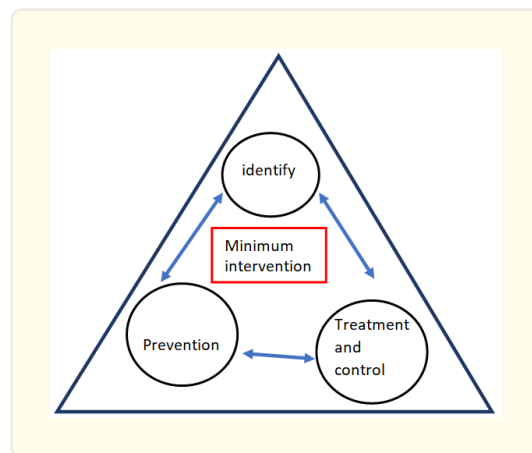 identify
Minimum
intervention
Prevention
Treatment
and
control